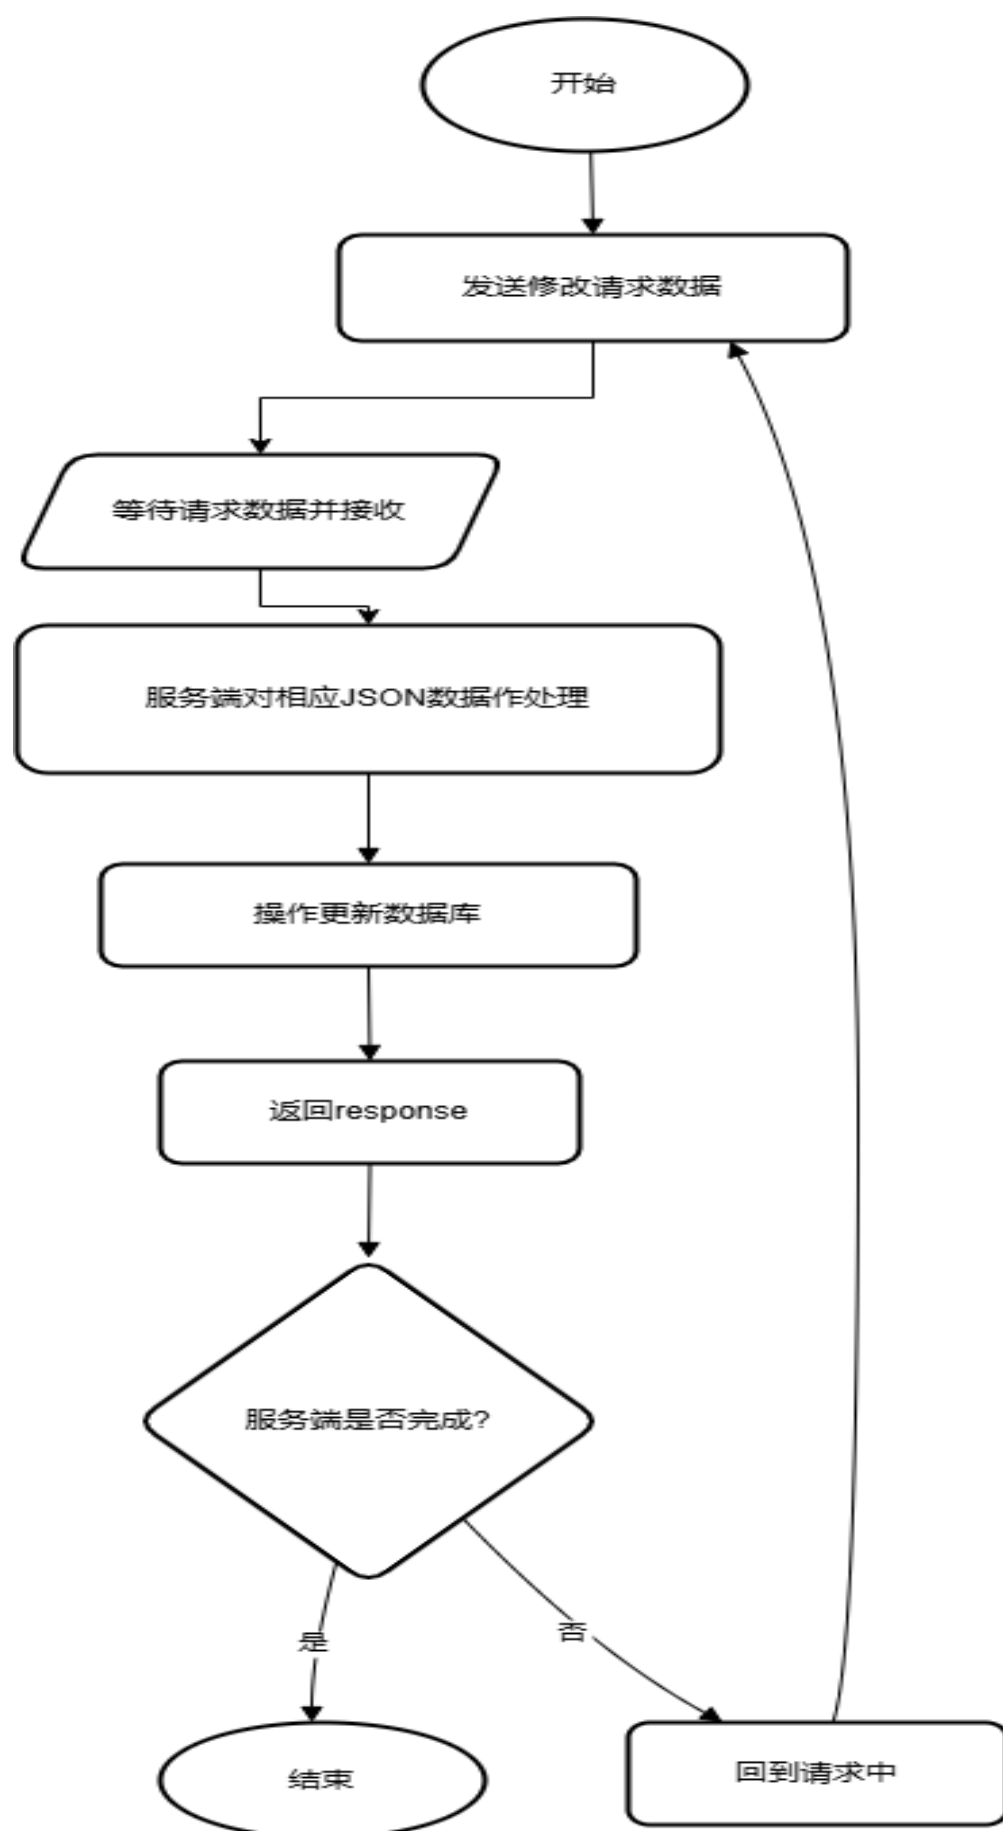 开始
发送修改请求数据
等待请求数据并接收
服务端对相应JSON数据作处理
操作更新数据库
返回response
服务端是否完成?
是
否
结束
回到请求中